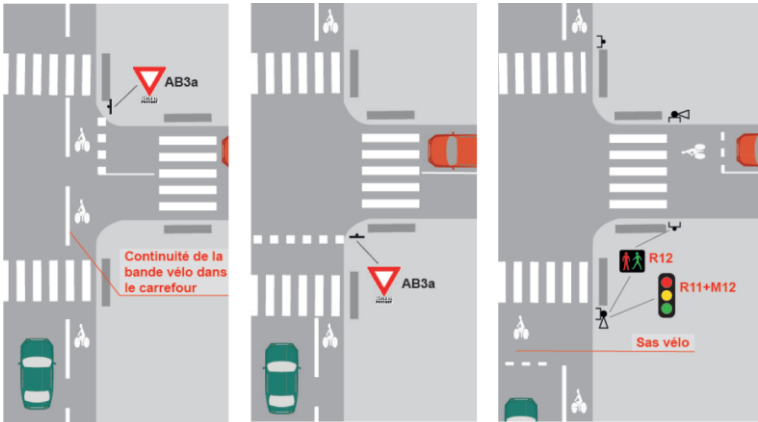 AB3a
Continuité de la
bande vélo dans
le carrefour
AB3a
R12
R11+M12
Sas vélo